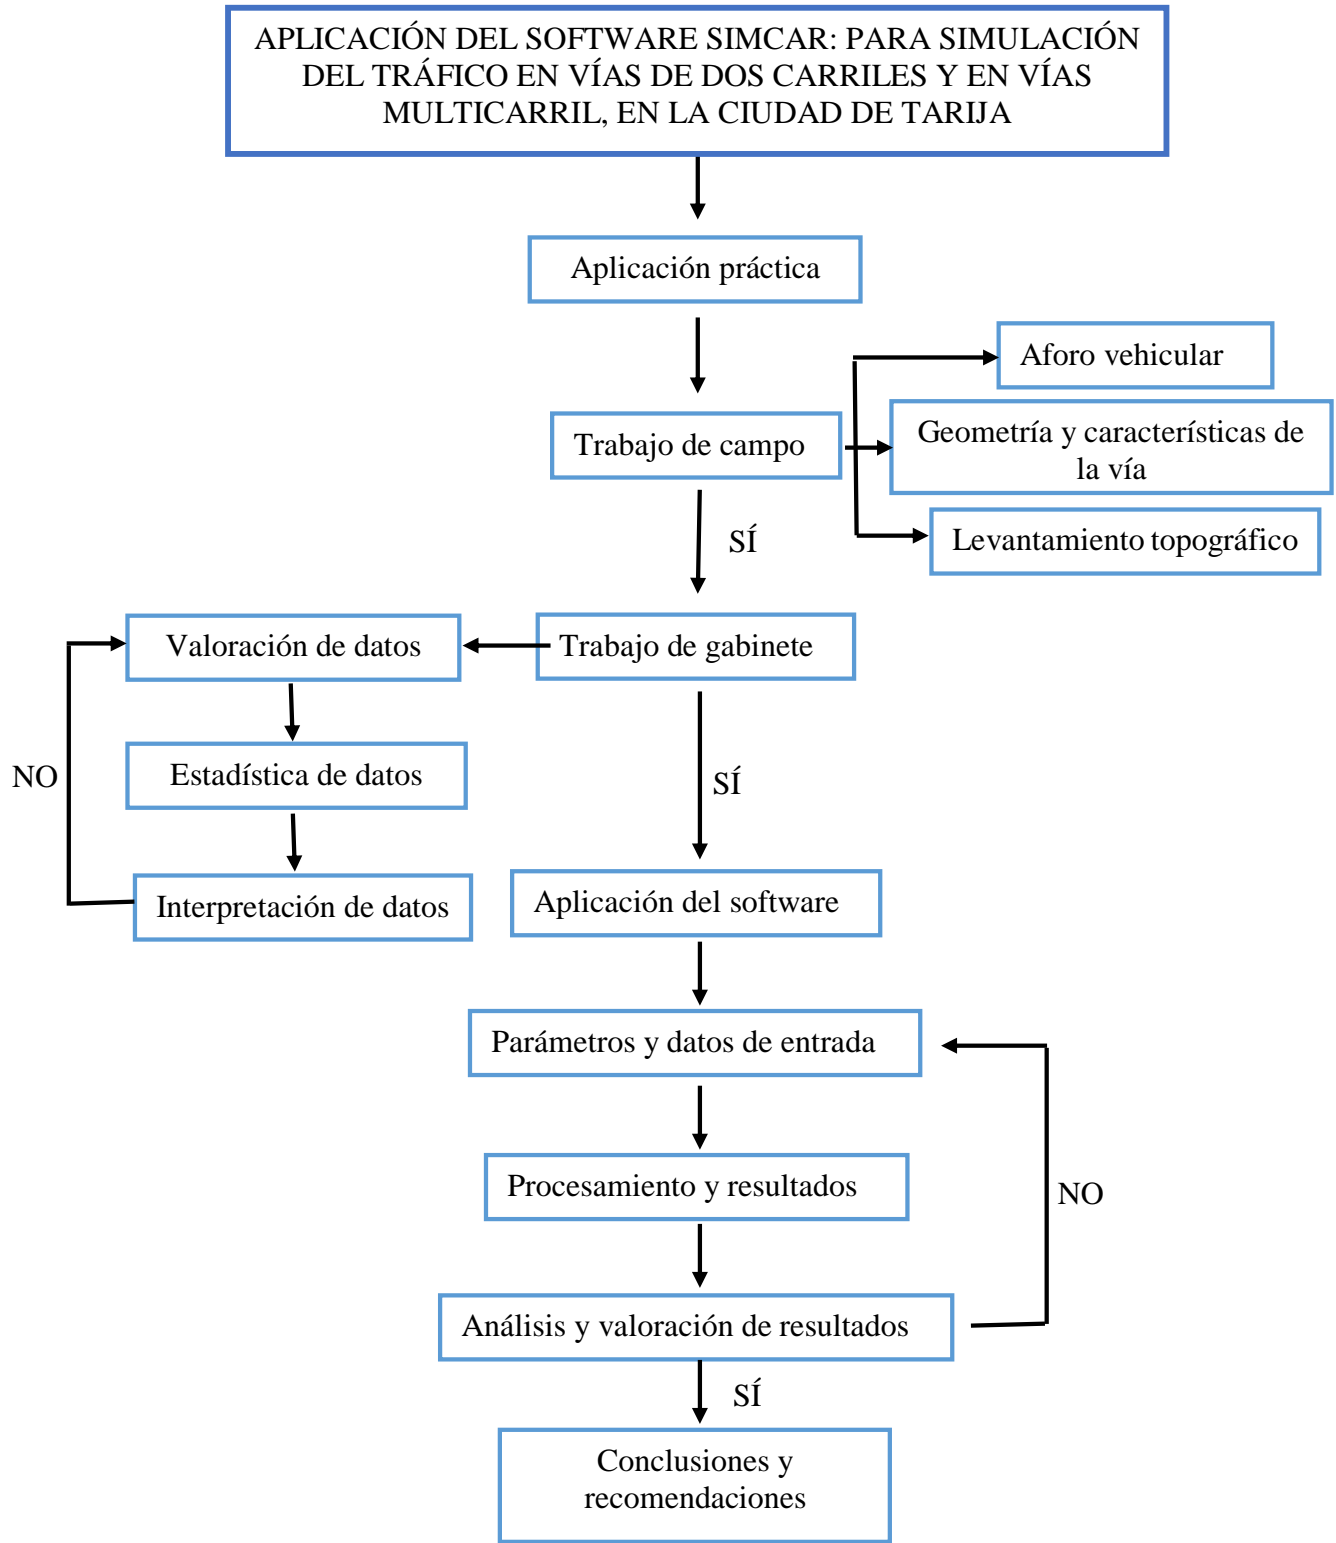 APLICACIÓN DEL SOFTWARE SIMCAR: PARA SIMULACIÓN
DEL TRÁFICO EN VÍAS DE DOS CARRILES Y EN VÍAS
MULTICARRIL, EN LA CIUDAD DE TARIJA
Aplicación práctica
Aforo vehicular
Trabajo de campo
Geometría y características de
la vía
Levantamiento topográfico
SÍ
Valoración de datos
Trabajo de gabinete
Estadística de datos
NO
SÍ
Interpretación de datos
Aplicación del software
Parámetros y datos de entrada
Procesamiento y resultados
NO
Análisis y valoración de resultados
SÍ
Conclusiones y
recomendaciones